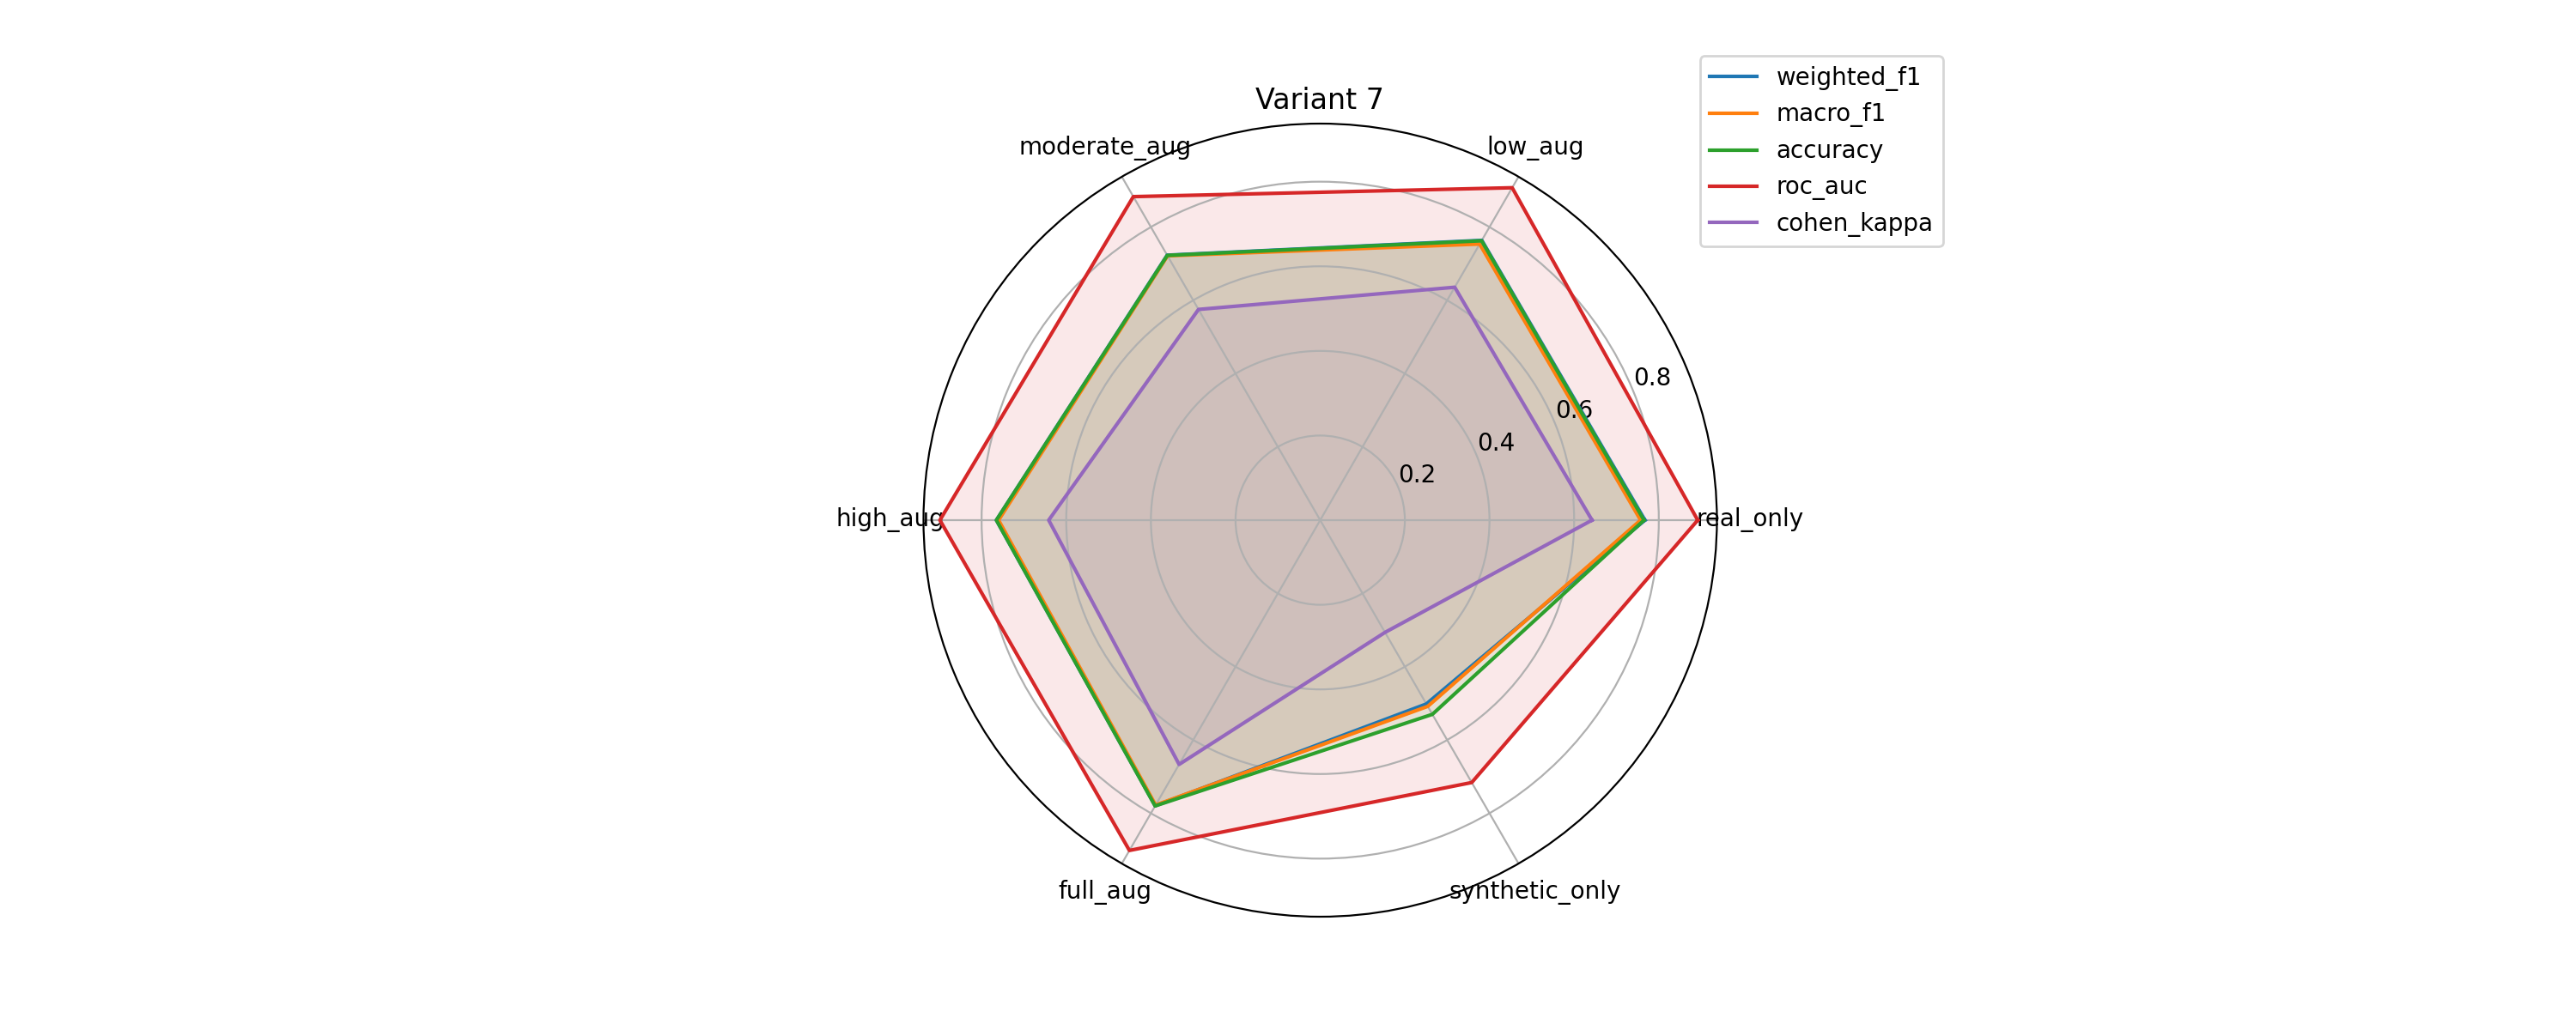 Variant 7
weighted_f1
macro_f1
accuracy
roc_auc
cohen_kappa
moderate_aug
low_aug
0.8
0.6
0.4
0.2
high_aug
real_only
full_aug
synthetic_only